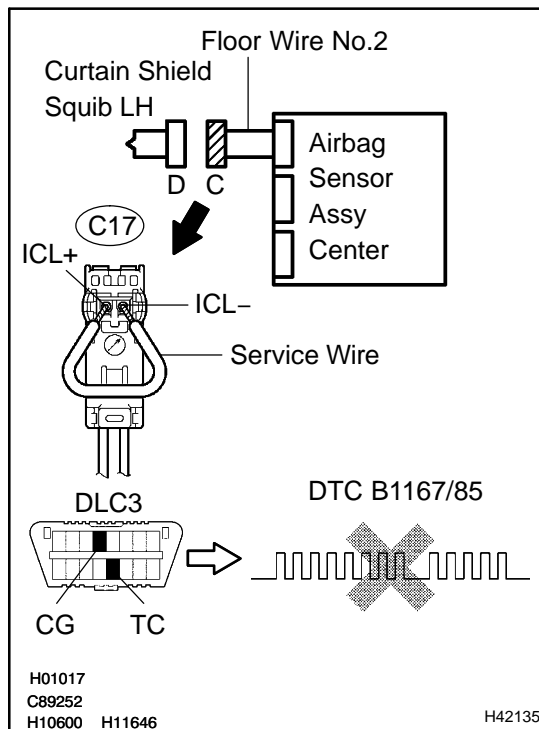 Floor Wire No.2
Curtain Shield
Squib LH
Airbag
Sensor
Assy
Center
D C
C17
ICL+
ICL−
Service Wire
DLC3
DTC B1167/85
CG TC
H01017
C89252
H10600 H11646
H42135